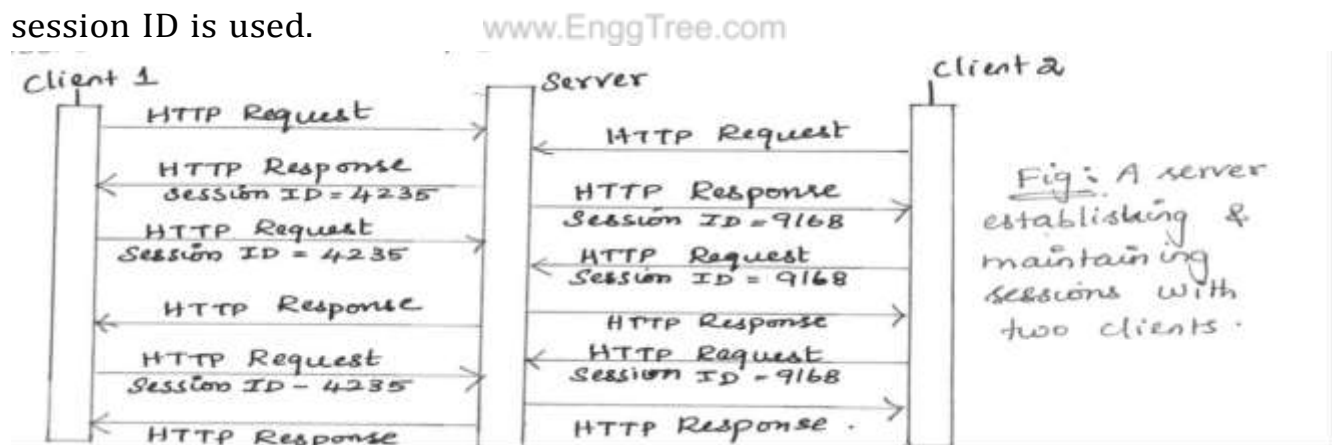 session ID is used.
www.EnggTree.com
Client 1
Server
Client 2
HTTP Request
HTTP Request
HTTP Response
Session ID = 4235
HTTP Response
Session ID = 9168
HTTP Request
Session ID = 4235
HTTP Request
Session ID = 9168
HTTP Response
HTTP Response
HTTP Request
Session ID - 4235
HTTP Request
Session ID - 9168
HTTP Response
HTTP Response .
Fig: A server
establishing &
maintaining
sessions with
two clients.